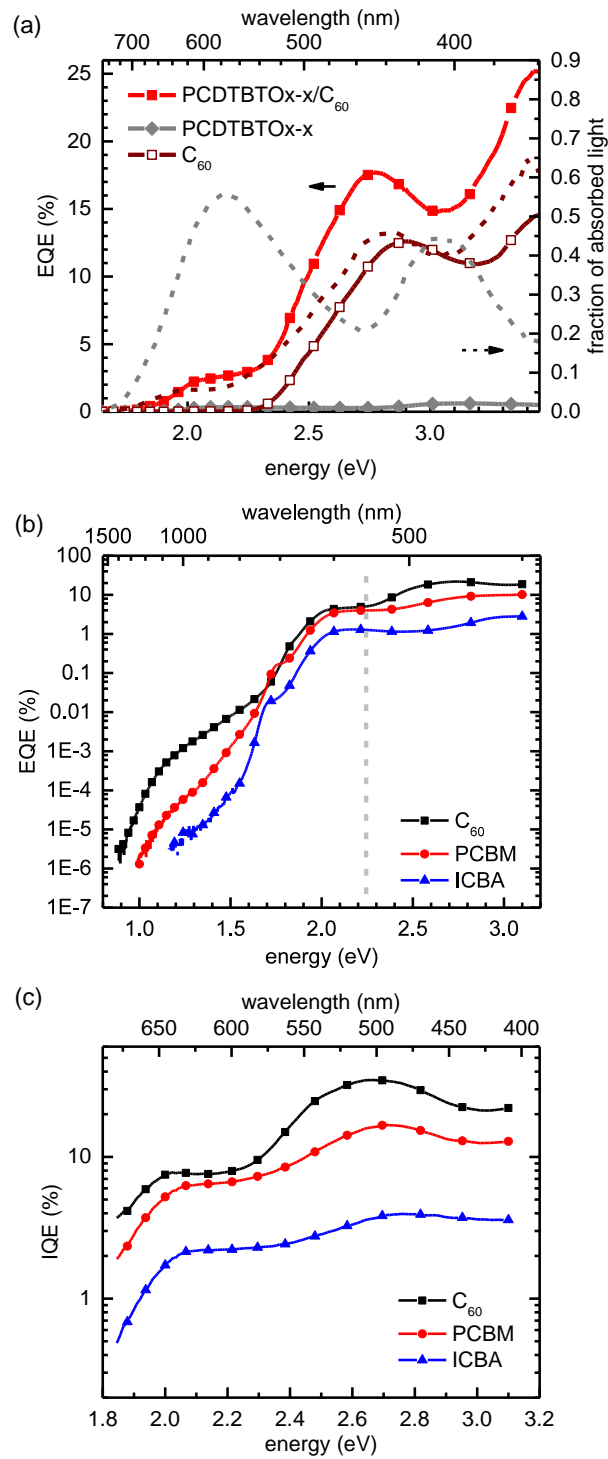 (a)
wavelength (nm)
700 600 500 400
25
20
15
10
5
0
EQE (%)
PCDTBTOx-x/C60
PCDTBTOx-x
C60
0.9
0.8
0.7
0.6
0.5
0.4
0.3
0.2
0.1
0.0
fraction of absorbed light
2.0 2.5 3.0
energy (eV)
(b)
wavelength (nm)
1500 1000 500
100
10
1
0.1
0.01
1E-3
1E-4
1E-5
1E-6
1E-7
EQE (%)
C60
PCBM
ICBA
1.0 1.5 2.0 2.5 3.0
energy (eV)
(c)
wavelength (nm)
650 600 550 500 450 400
10
1
IQE (%)
C60
PCBM
ICBA
1.8 2.0 2.2 2.4 2.6 2.8 3.0 3.2
energy (eV)